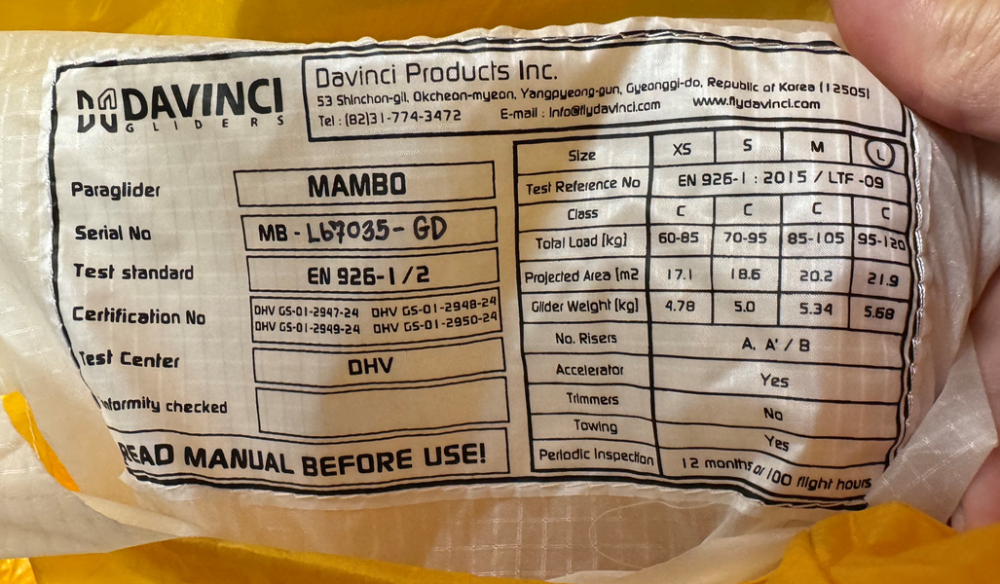 DAVINCI
GLIDERS
Davinci Products Inc.
53 Shinchon-gil, Okcheon-myeon, Yangpyeong-gun, Gyeonggi-do, Republic of Korea (12505)
Tel : (82)31-774-3472 E-mail : Info@flydavinci.com www.flydavinci.com
Paraglider MAMBO
Serial No MB - L67035- GD
Test standard EN 926-1 / 2
Certification No DHV GS-01-2947-24 DHV GS-01-2948-24
DHV GS-01-2949-24 DHV GS-01-2950-24
Test Center DHV
nformity checked
READ MANUAL BEFORE USE!
Size XS S M L
Test Reference No EN 926-1 : 2015 / LTF -09
Class C C C C
Total Load [kg] 60-85 70-95 85-105 95-120
Projected Area [m2 17.1 18.6 20.2 21.9
Glider Weight [kg] 4.78 5.0 5.34 5.68
No. Risers A, A' / B
Accelerator Yes
Trimmers No
Towing Yes
Periodic Inspection 12 months or 100 flight hours